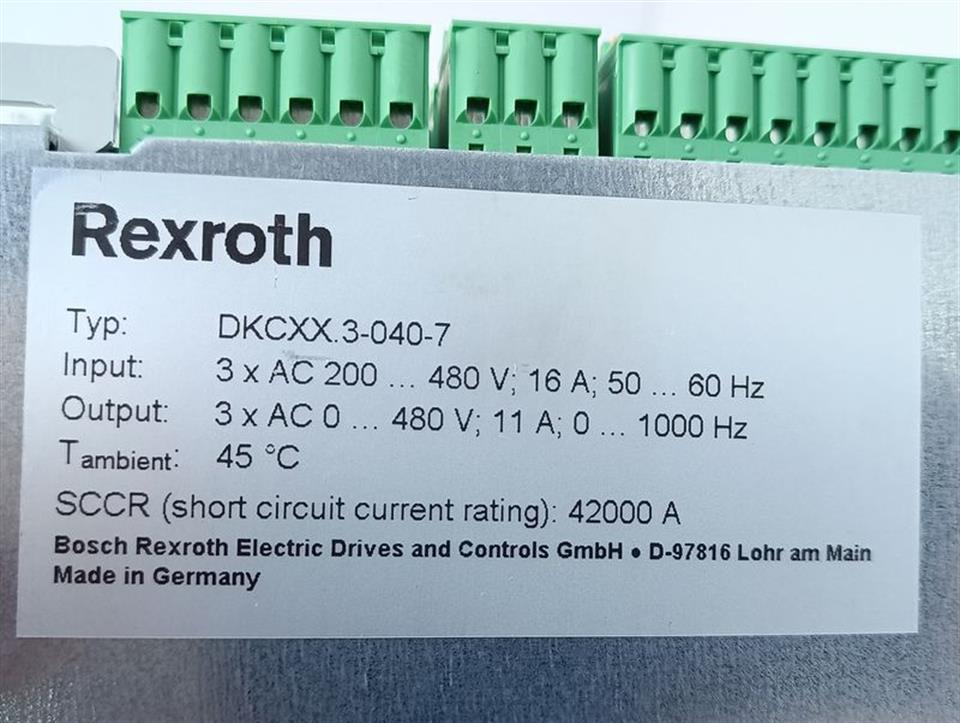 Rexroth
Typ: DKCXX.3-040-7
Input: 3 x AC 200 ... 480 V; 16 A; 50 ... 60 Hz
Output: 3 x AC 0 ... 480 V; 11 A; 0 ... 1000 Hz
Tambient: 45 °C
SCCR (short circuit current rating): 42000 A
Bosch Rexroth Electric Drives and Controls GmbH • D-97816 Lohr am Main
Made in Germany